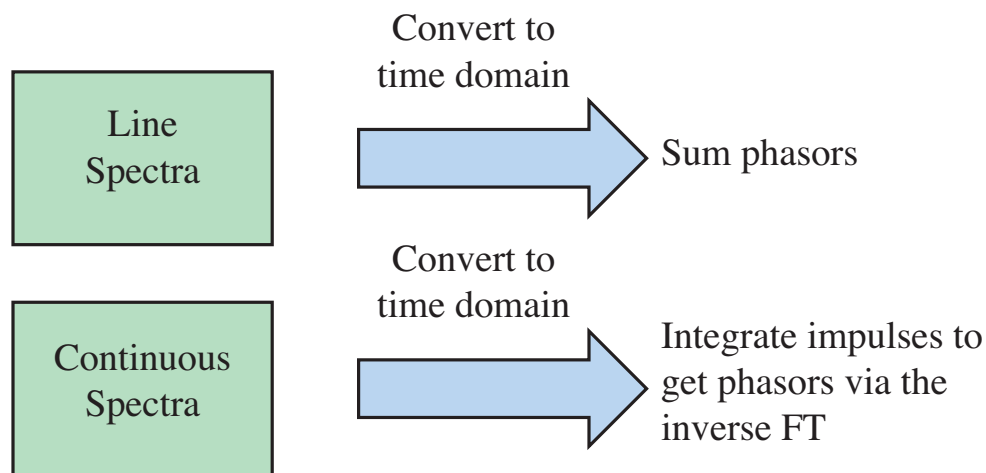 Convert to
time domain
Line
Spectra
Sum phasors
Convert to
time domain
Continuous
Spectra
Integrate impulses to
get phasors via the
inverse FT